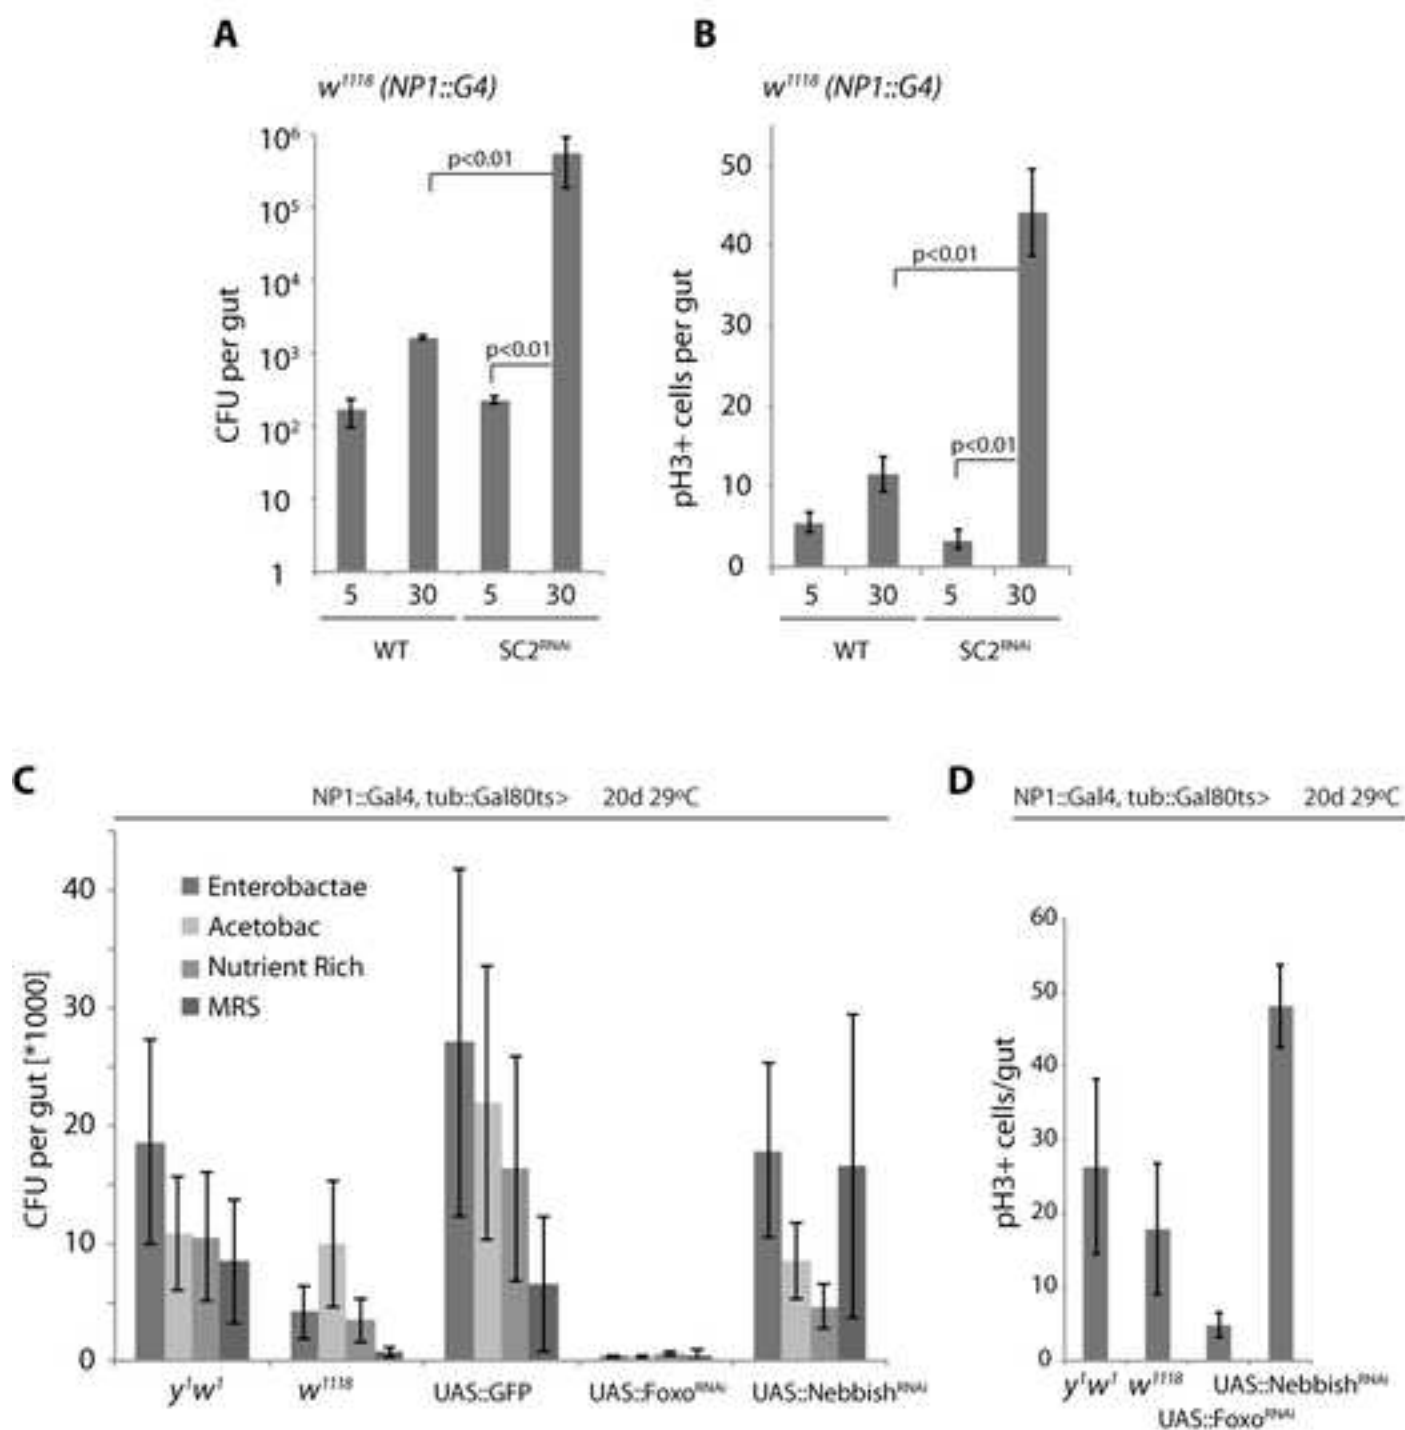 A
w¹¹¹⁸ (NP1::G4)
CFU per gut
10⁶
10⁵
10⁴
10³
10²
10
1
p<0.01
p<0.01
5 30 5 30
WT SC2ᴿᴺᴬⁱ
B
w¹¹¹⁸ (NP1::G4)
pH3+ cells per gut
50
40
30
20
10
0
p<0.01
p<0.01
5 30 5 30
WT SC2ᴿᴺᴬⁱ
C
NP1::Gal4, tub::Gal80ts> 20d 29ºC
CFU per gut [*1000]
40
30
20
10
0
Enterobactae
Acetobac
Nutrient Rich
MRS
y¹w¹ w¹¹¹⁸ UAS::GFP UAS::Foxoᴿᴺᴬⁱ UAS::Nebbishᴿᴺᴬⁱ
D
NP1::Gal4, tub::Gal80ts> 20d 29ºC
pH3+ cells/gut
60
50
40
30
20
10
0
y¹w¹ w¹¹¹⁸ UAS::Nebbishᴿᴺᴬⁱ
UAS::Foxoᴿᴺᴬⁱ